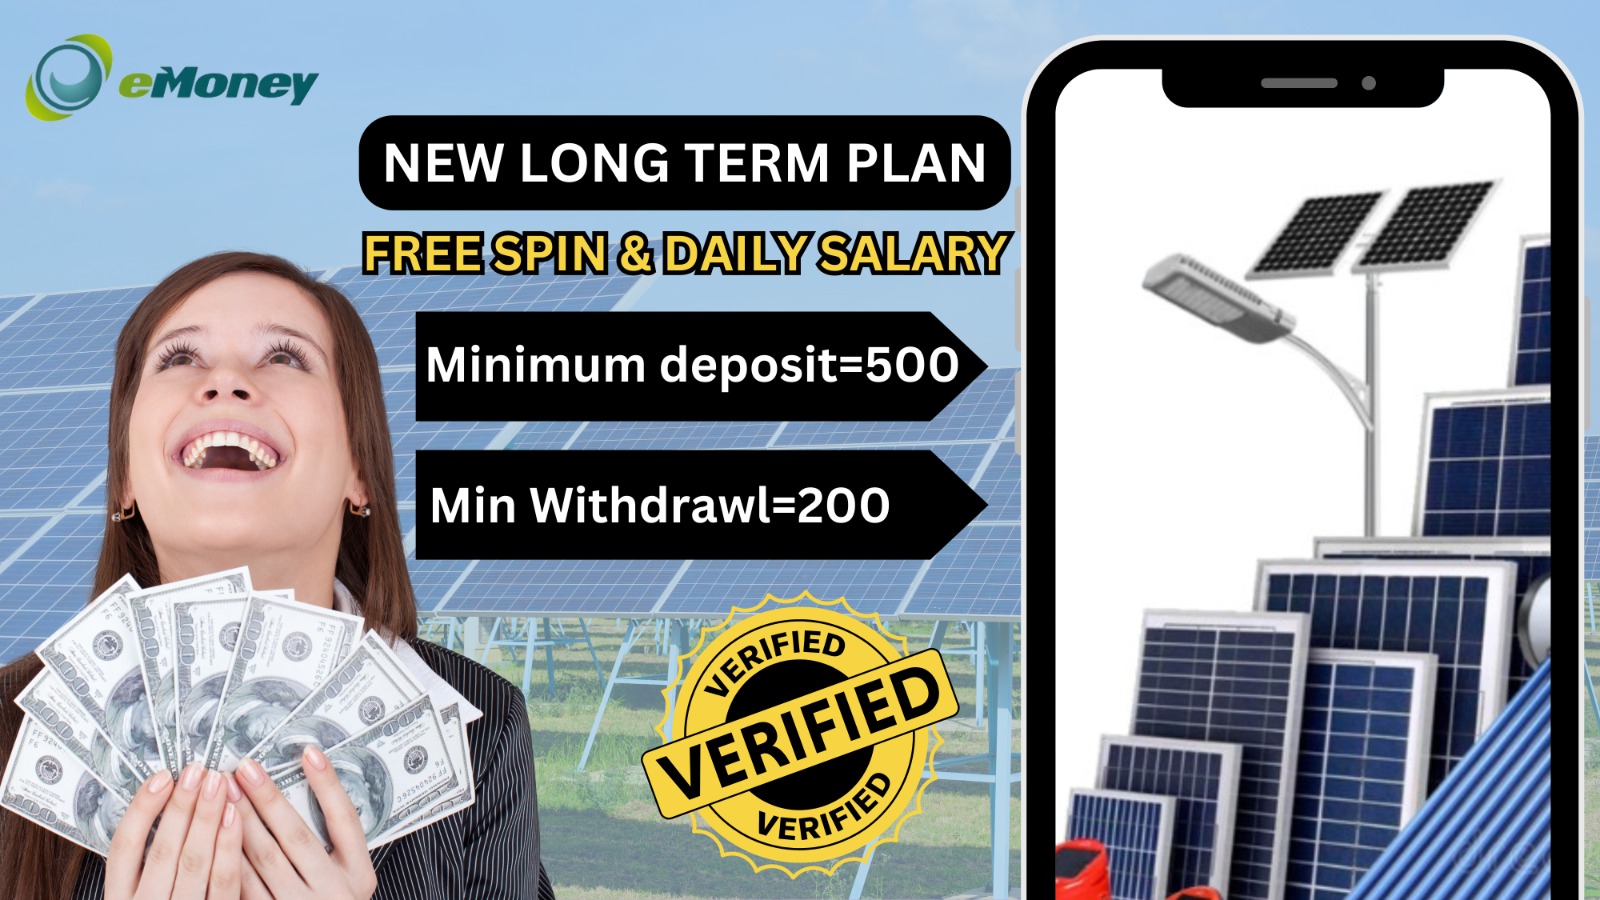 eMoney
NEW LONG TERM PLAN
FREE SPIN & DAILY SALARY
Minimum deposit=500
Min Withdrawl=200
VERIFIED
VERIFIED
VERIFIED